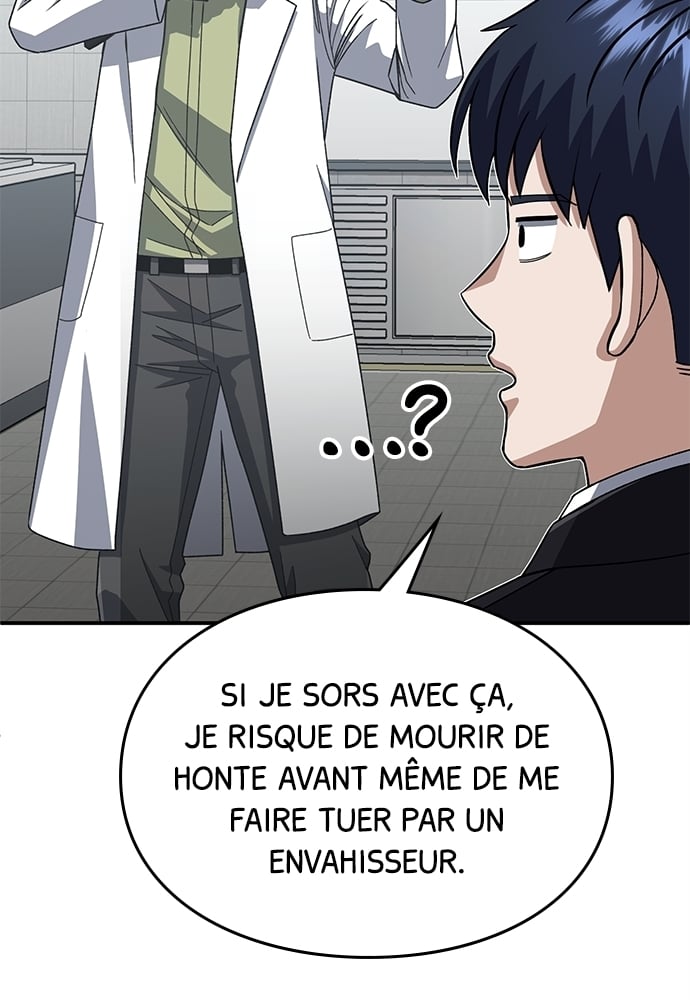 ...?
SI JE SORS AVEC ÇA,
JE RISQUE DE MOURIR DE
HONTE AVANT MÊME DE ME
FAIRE TUER PAR UN
ENVAHISSEUR.